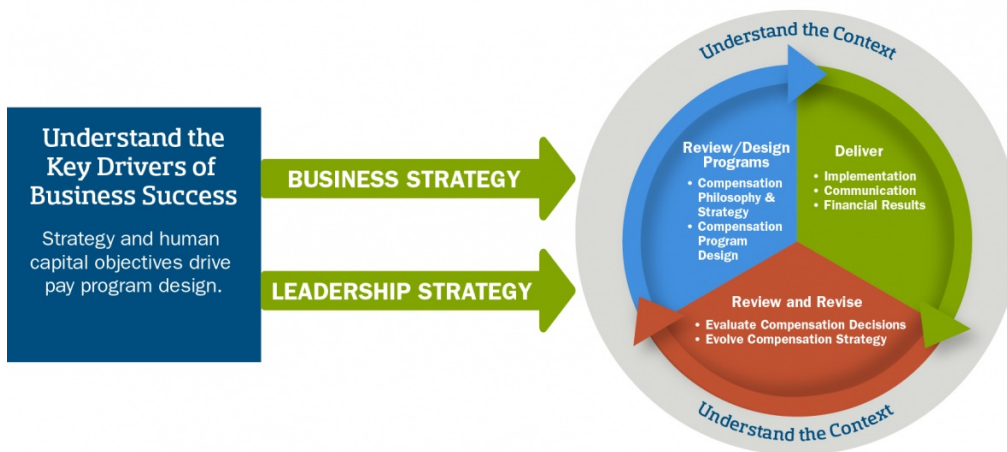 Understand the
Key Drivers of
Business Success
Strategy and human
capital objectives drive
pay program design.
BUSINESS STRATEGY
LEADERSHIP STRATEGY
Understand the Context
Review/Design
Programs
• Compensation
Philosophy &
Strategy
• Compensation
Program
Design
Deliver
• Implementation
• Communication
• Financial Results
Review and Revise
• Evaluate Compensation Decisions
• Evolve Compensation Strategy
Understand the Context